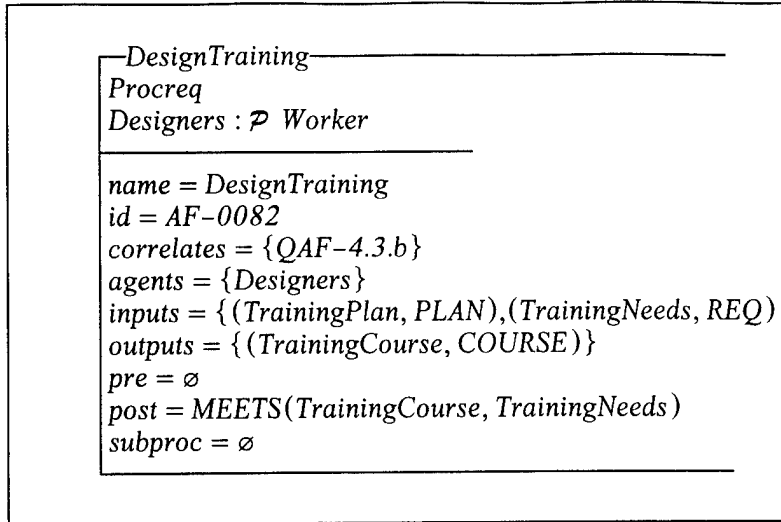 DesignTraining
Procreq
Designers : 𝒫 Worker
name = DesignTraining
id = AF–0082
correlates = {QAF–4.3.b}
agents = {Designers}
inputs = {(TrainingPlan, PLAN),(TrainingNeeds, REQ)
outputs = {(TrainingCourse, COURSE)}
pre = ∅
post = MEETS(TrainingCourse, TrainingNeeds)
subproc = ∅